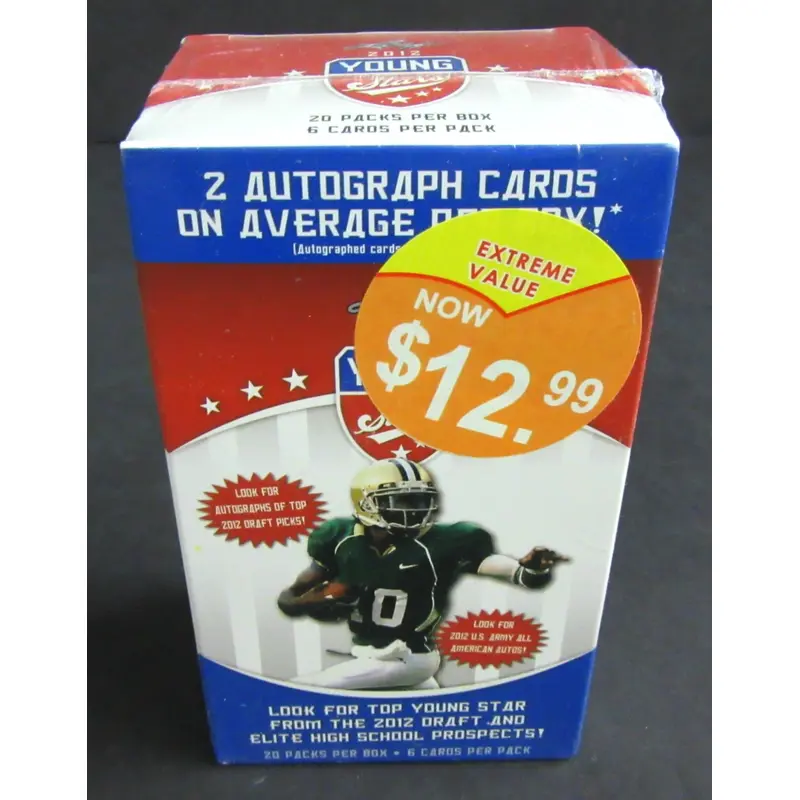 2012
YOUNG
Stars
20 PACKS PER BOX
6 CARDS PER PACK
2 AUTOGRAPH CARDS
ON AVERAGE
(Autographed cards
EXTREME
VALUE
NOW
$12.99
LOOK FOR
AUTOGRAPHS OF TOP
2012 DRAFT PICKS!
10
LOOK FOR
2012 U.S. ARMY ALL
AMERICAN AUTOS!
LOOK FOR TOP YOUNG STAR
FROM THE 2012 DRAFT AND
ELITE HIGH SCHOOL PROSPECTS!
20 PACKS PER BOX • 6 CARDS PER PACK